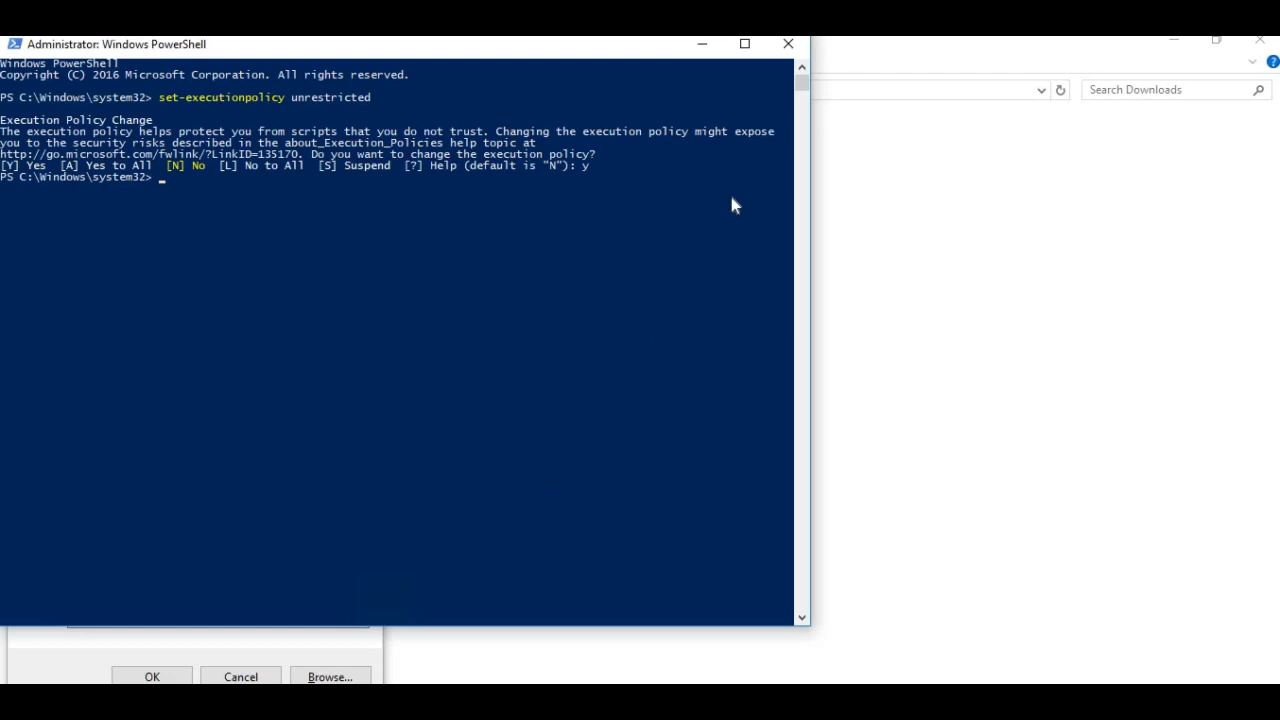 Administrator: Windows PowerShell
Windows PowerShell
Copyright (C) 2016 Microsoft Corporation. All rights reserved.
PS C:\Windows\system32> set-executionpolicy unrestricted
Execution Policy Change
The execution policy helps protect you from scripts that you do not trust. Changing the execution policy might expose
you to the security risks described in the about_Execution_Policies help topic at
http://go.microsoft.com/fwlink/?LinkID=135170. Do you want to change the execution policy?
[Y] Yes [A] Yes to All [N] No [L] No to All [S] Suspend [?] Help (default is "N"): y
PS C:\Windows\system32> _
Search Downloads
OK Cancel Browse...